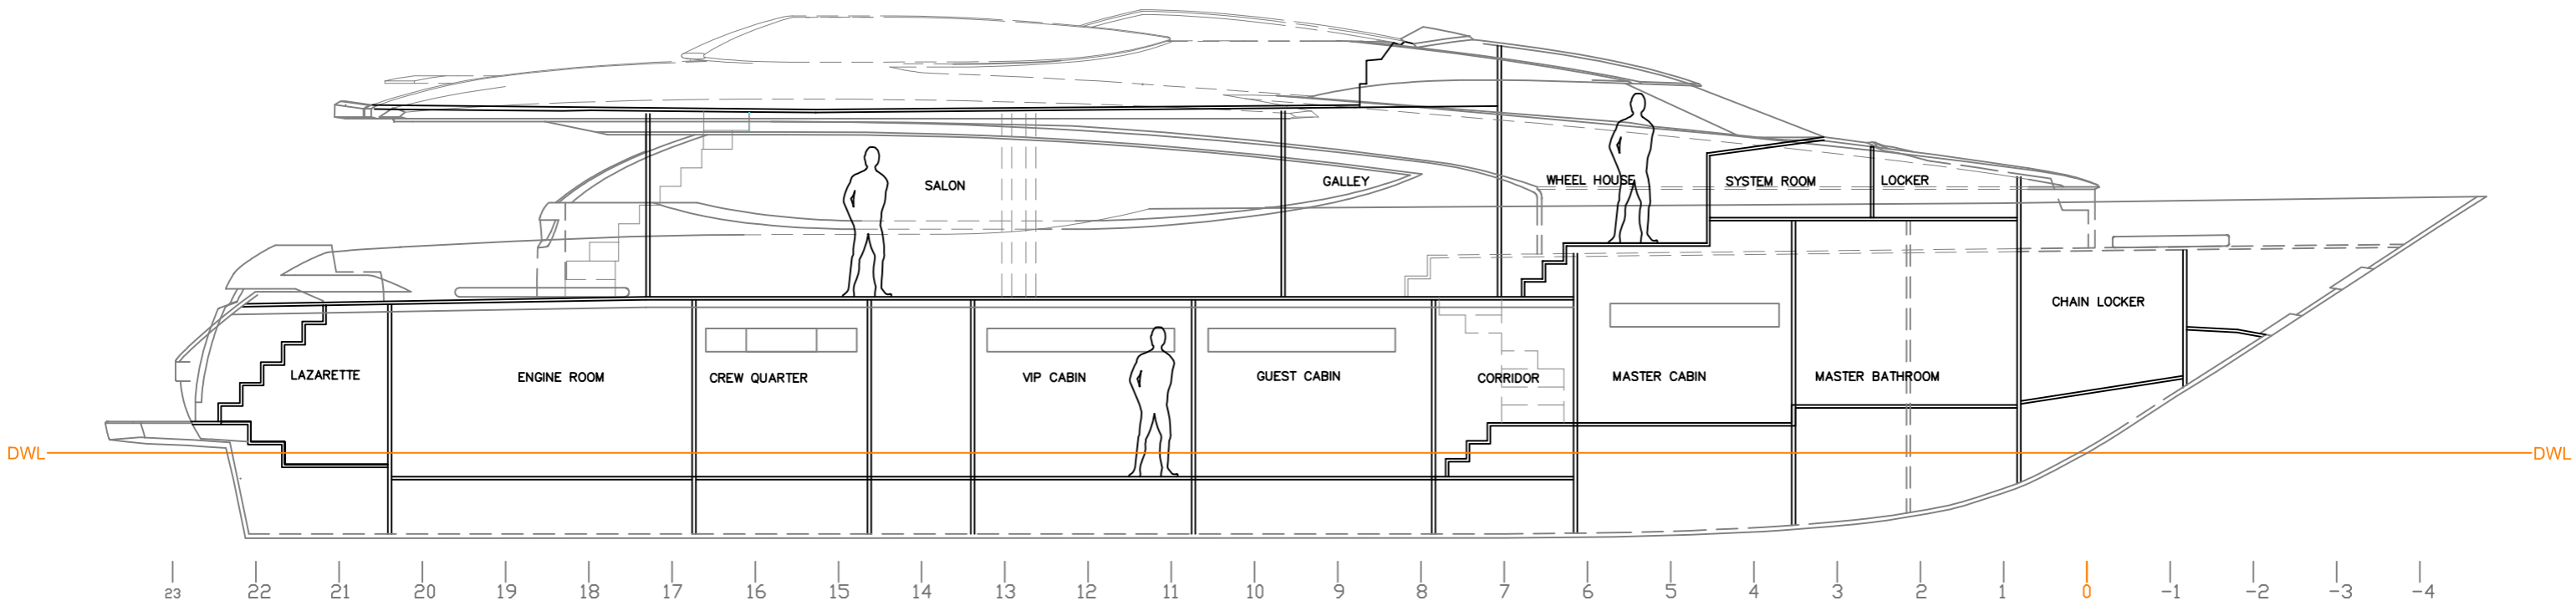 SALON
GALLEY
WHEEL HOUSE
SYSTEM ROOM
LOCKER
CHAIN LOCKER
LAZARETTE
ENGINE ROOM
CREW QUARTER
VIP CABIN
GUEST CABIN
CORRIDOR
MASTER CABIN
MASTER BATHROOM
DWL
DWL
23 22 21 20 19 18 17 16 15 14 13 12 11 10 9 8 7 6 5 4 3 2 1 0 -1 -2 -3 -4